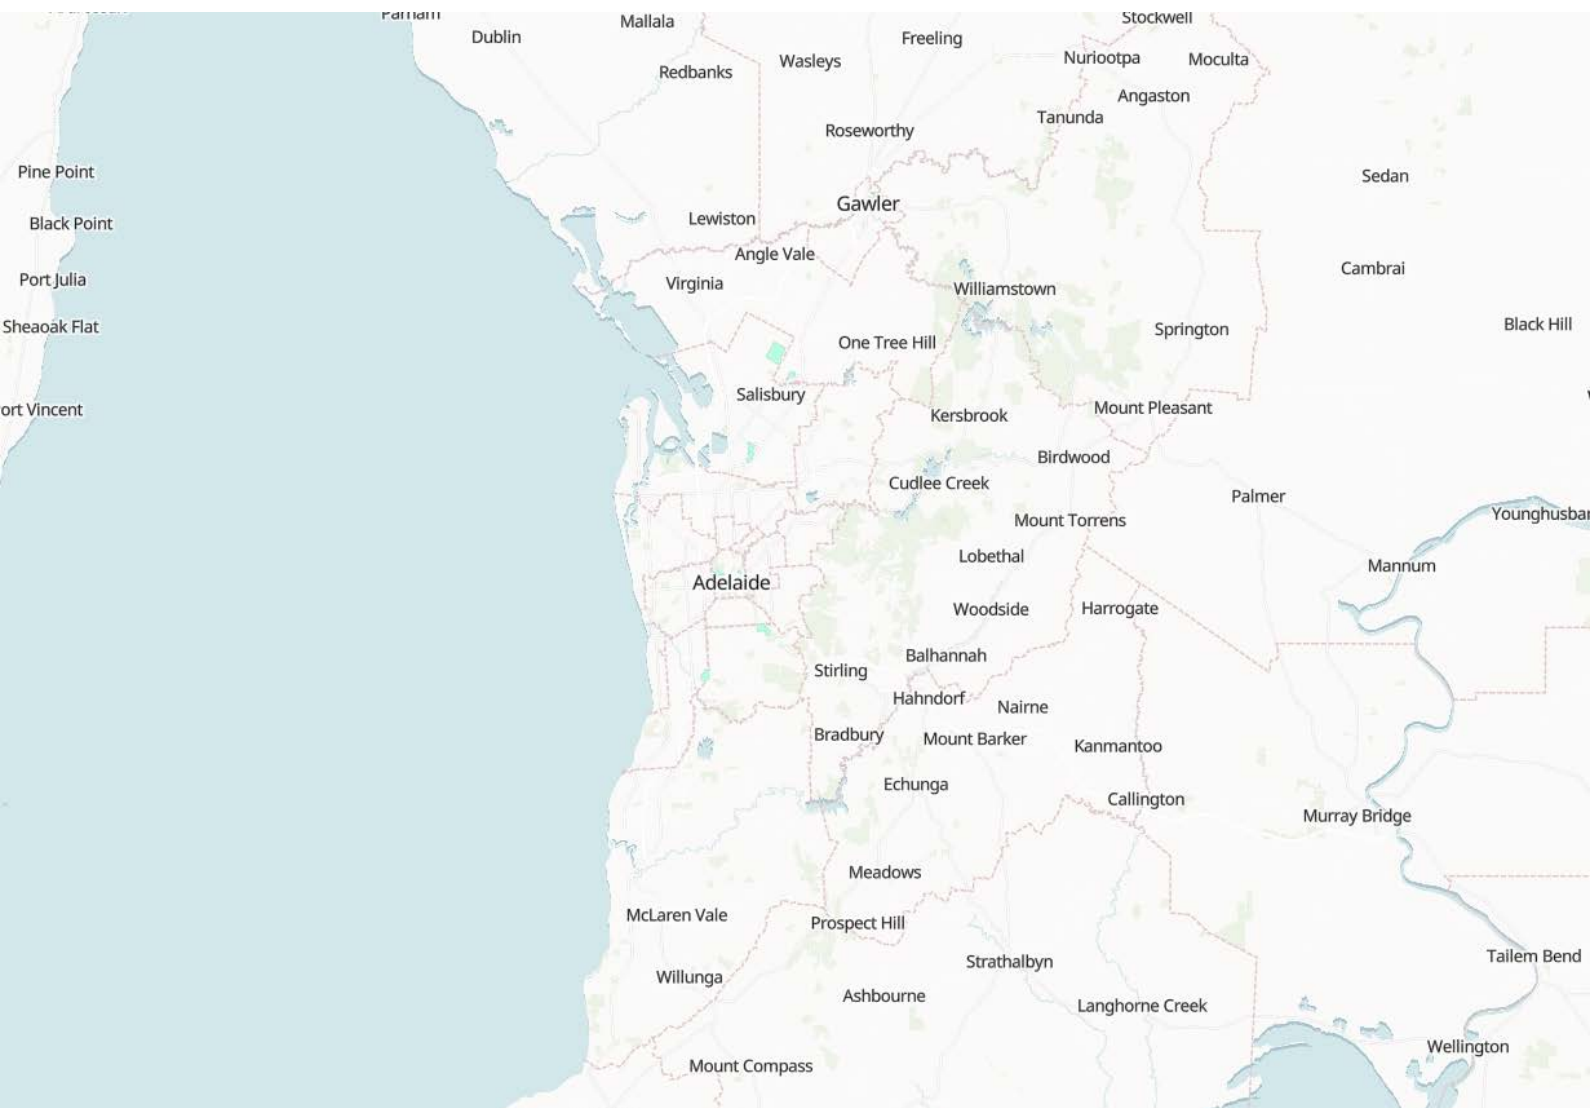 Mallala
Dublin
Stockwell
Freeling
Wasleys
Nuriootpa
Moculta
Redbanks
Angaston
Tanunda
Roseworthy
Pine Point
Sedan
Gawler
Lewiston
Black Point
Angle Vale
Cambrai
Port Julia
Virginia
Williamstown
Sheaoak Flat
Black Hill
Springton
One Tree Hill
Salisbury
ort Vincent
Mount Pleasant
Kersbrook
Birdwood
Cudlee Creek
Palmer
Younghusbar
Mount Torrens
Lobethal
Mannum
Adelaide
Woodside
Harrogate
Balhannah
Stirling
Hahndorf
Nairne
Bradbury
Mount Barker
Kanmantoo
Echunga
Callington
Murray Bridge
Meadows
McLaren Vale
Prospect Hill
Tailem Bend
Strathalbyn
Willunga
Ashbourne
Langhorne Creek
Wellington
Mount Compass